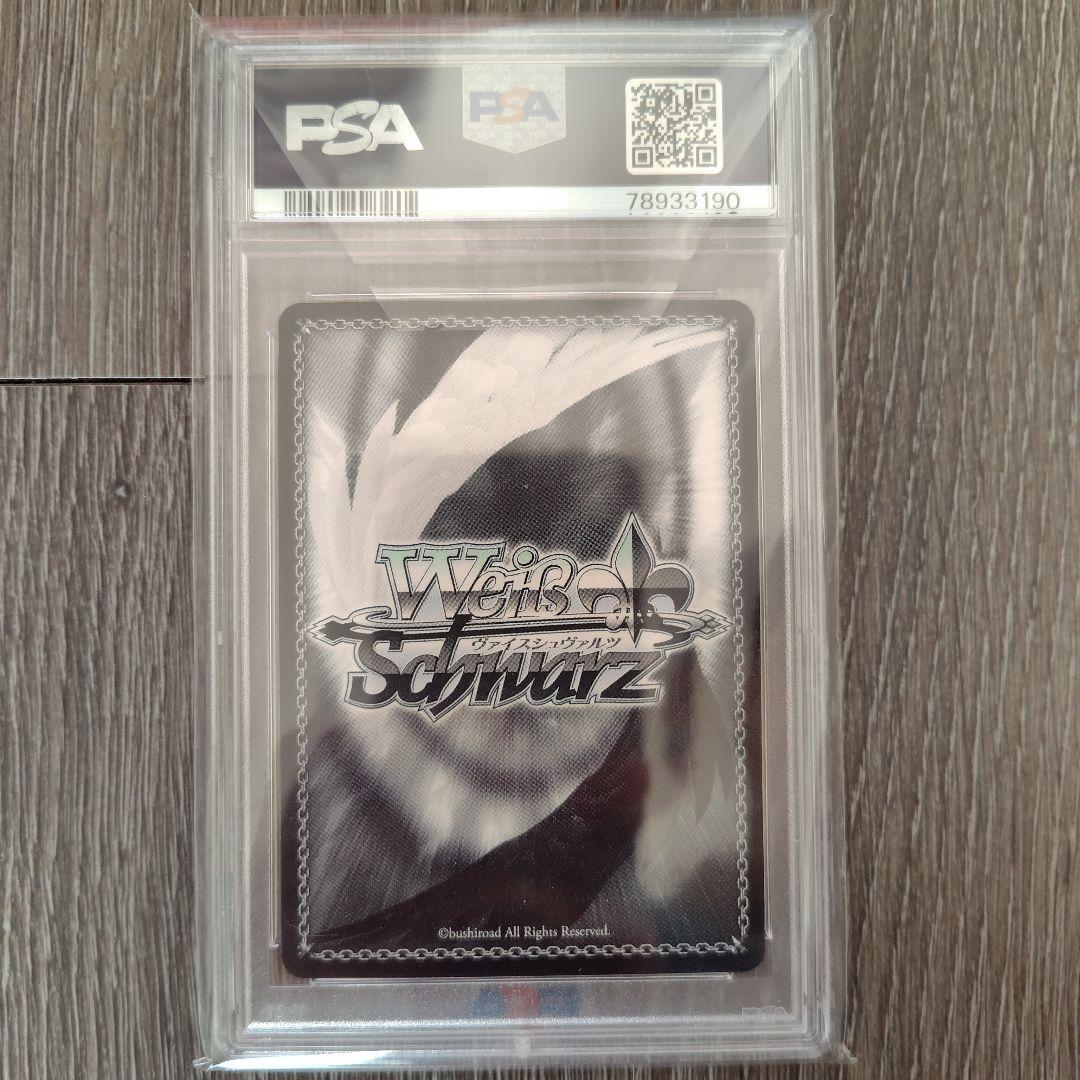 PSA
PSA
78933190
Weiß
ヴァイスシュヴァルツ
Schwarz
©bushiroad All Rights Reserved.
PSA